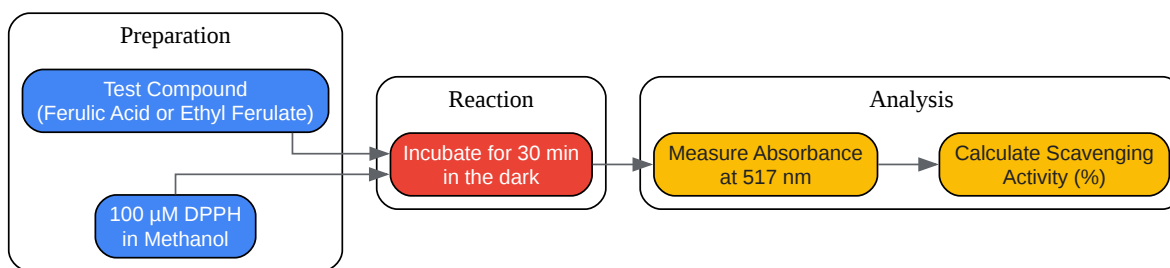 Preparation
Test Compound
(Ferulic Acid or Ethyl Ferulate)
100 µM DPPH
in Methanol
Reaction
Incubate for 30 min
in the dark
Analysis
Measure Absorbance
at 517 nm
Calculate Scavenging
Activity (%)